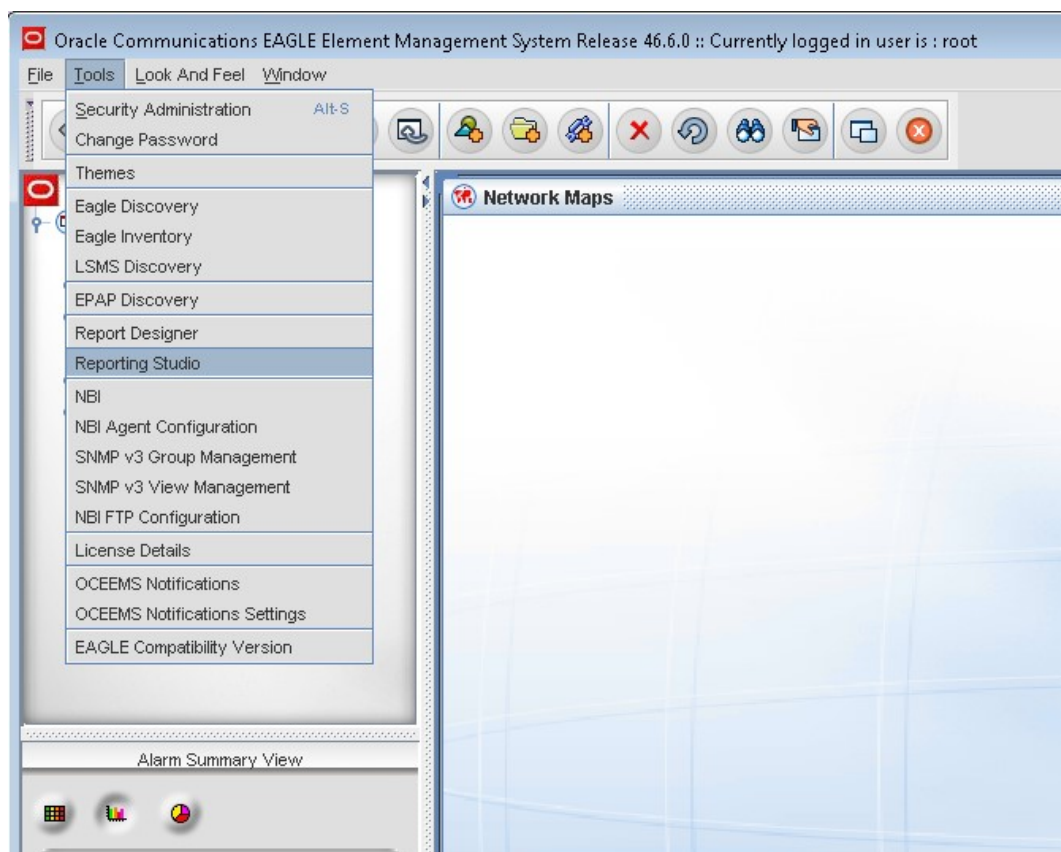 Oracle Communications EAGLE Element Management System Release 46.6.0 :: Currently logged in user is : root
File Tools Look And Feel Window
Security Administration Alt-S
Change Password
Themes
Eagle Discovery
Eagle Inventory
LSMS Discovery
EPAP Discovery
Report Designer
Reporting Studio
NBI
NBI Agent Configuration
SNMP v3 Group Management
SNMP v3 View Management
NBI FTP Configuration
License Details
OCEEMS Notifications
OCEEMS Notifications Settings
EAGLE Compatibility Version
Network Maps
Alarm Summary View